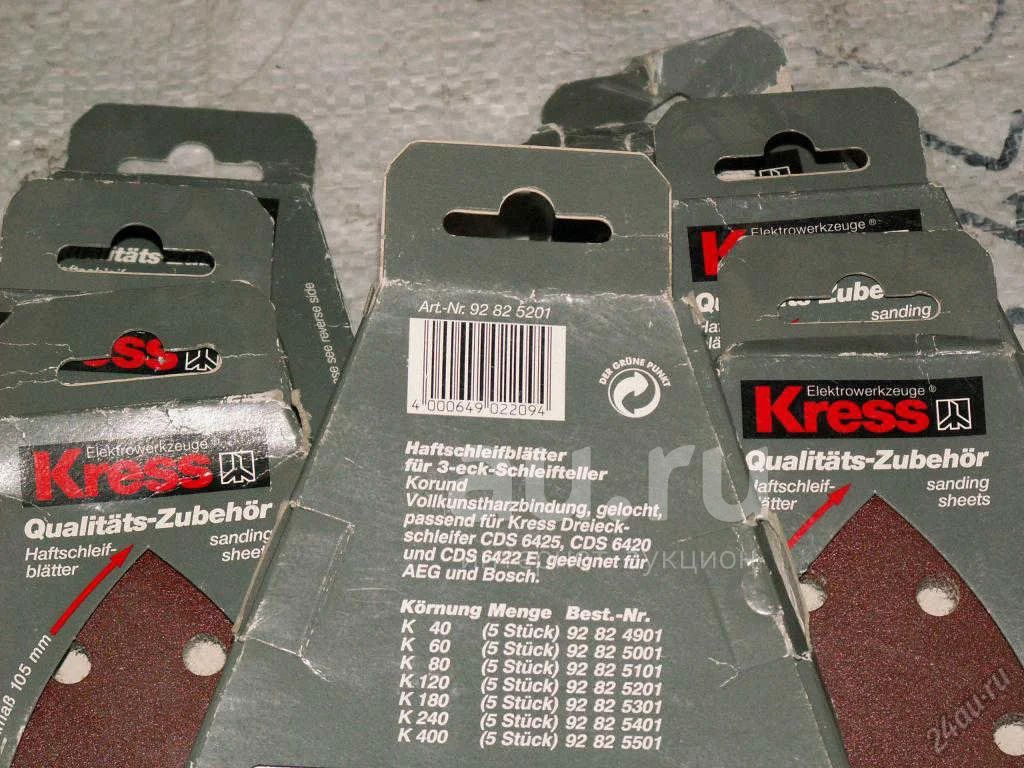 Art-Nr. 92 82 5201
4 000649 022094
DER GRÜNE PUNKT
Haftschleifblätter
für 3-eck-Schleifteller
Korund
Vollkunstharzbindung, gelocht,
passend für Kress Dreieck-
schleifer CDS 6425, CDS 6420
und CDS 6422 E, geeignet für
AEG und Bosch.
Körnung Menge Best.-Nr.
K 40 (5 Stück) 92 82 4901
K 60 (5 Stück) 92 82 5001
K 80 (5 Stück) 92 82 5101
K 120 (5 Stück) 92 82 5201
K 180 (5 Stück) 92 82 5301
K 240 (5 Stück) 92 82 5401
K 400 (5 Stück) 92 82 5501
Elektrowerkzeuge ®
Kress
Qualitäts-Zubehör
Haftschleif-
blätter
sanding
sheets
105 mm
see reverse side
Elektrowerkzeuge ®
sanding
Elektrowerkzeuge ®
Kress
Qualitäts-Zubehör
Haftschleif-
blätter
sanding
sheets
au.ru
24au.ru